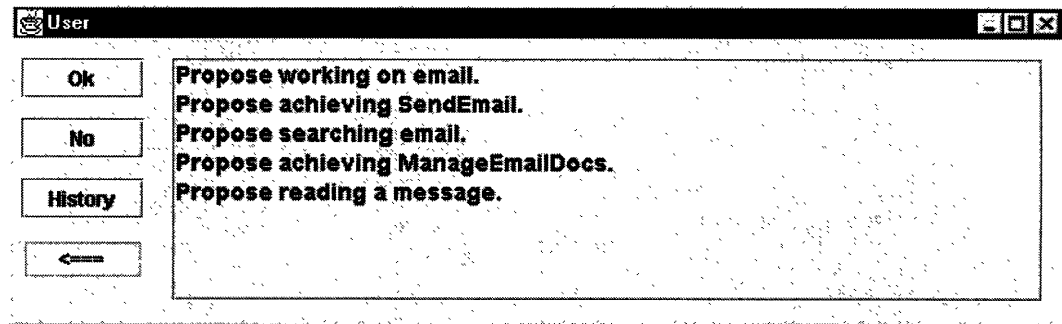 User
Ok
No
History
<===
Propose working on email.
Propose achieving SendEmail.
Propose searching email.
Propose achieving ManageEmailDocs.
Propose reading a message.